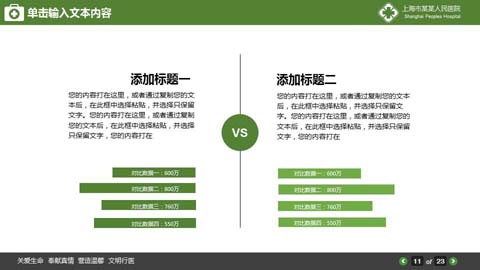 单击输入文本内容
上海市某某人民医院
Shanghai Peoples Hospital
添加标题一
您的内容打在这里，或者通过复制您的文
本后，在此框中选择粘贴，并选择只保留
文字。您的内容打在这里，或者通过复制
您的文本后，在此框中选择粘贴，并选择
只保留文字，您的内容打在
添加标题二
您的内容打在这里，或者通过复制您的文
本后，在此框中选择粘贴，并选择只保留文
字。您的内容打在这里，或者通过复制您的
文本后，在此框中选择粘贴，并选择只保留
文字，您的内容打在
VS
对比数据一：600万
对比数据二：800万
对比数据三：760万
对比数据四：550万
对比数据一：600万
对比数据二：800万
对比数据三：760万
对比数据四：550万
关爱生命 奉献真情 营造温馨 文明行医
11 of 23